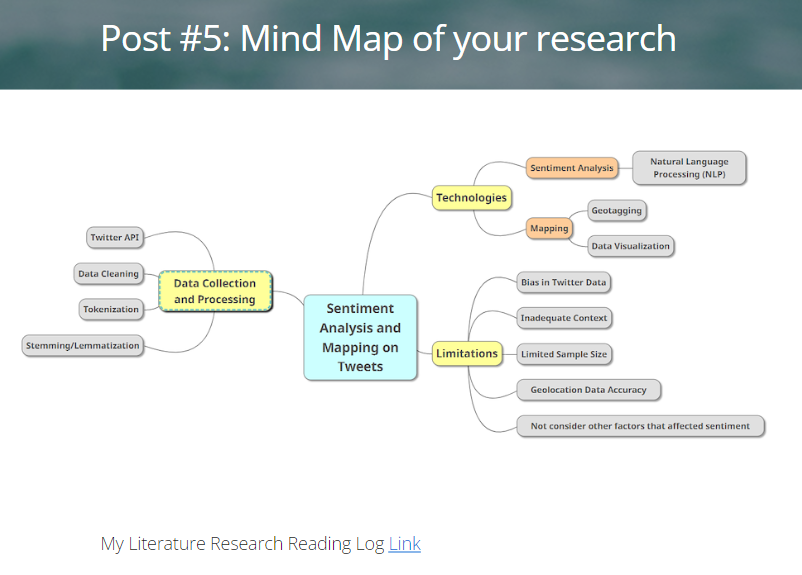 Post #5: Mind Map of your research
Sentiment
Analysis and
Mapping on
Tweets
Data Collection
and Processing
Twitter API
Data Cleaning
Tokenization
Stemming/Lemmatization
Technologies
Sentiment Analysis
Natural Language
Processing (NLP)
Mapping
Geotagging
Data Visualization
Limitations
Bias in Twitter Data
Inadequate Context
Limited Sample Size
Geolocation Data Accuracy
Not consider other factors that affected sentiment
My Literature Research Reading Log Link